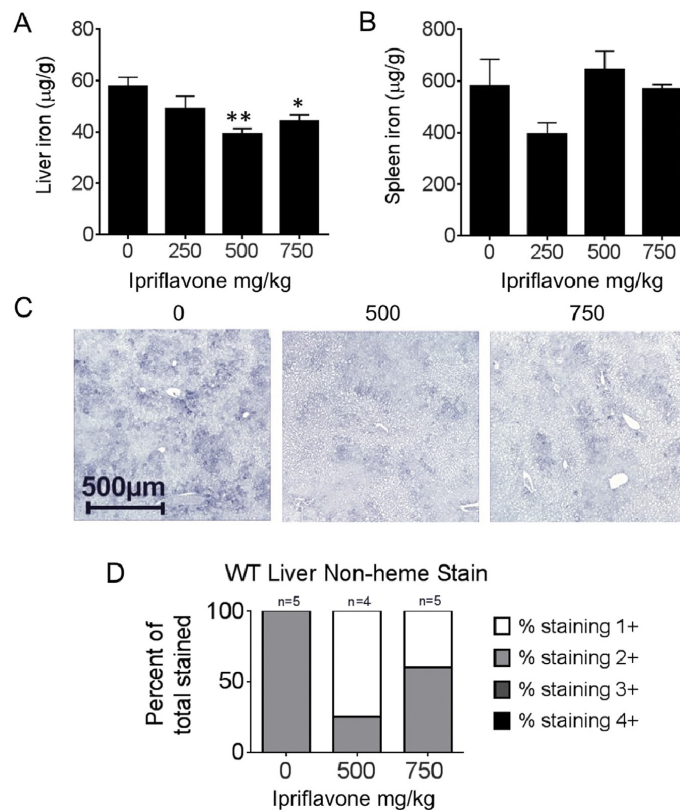 A
Liver iron (µg/g)
80
60
40
20
0
**
*
0 250 500 750
Ipriflavone mg/kg
B
Spleen iron (µg/g)
800
600
400
200
0
0 250 500 750
Ipriflavone mg/kg
C
0 500 750
500µm
D
WT Liver Non-heme Stain
n=5 n=4 n=5
Percent of
total stained
100
50
0
0 500 750
Ipriflavone mg/kg
% staining 1+
% staining 2+
% staining 3+
% staining 4+